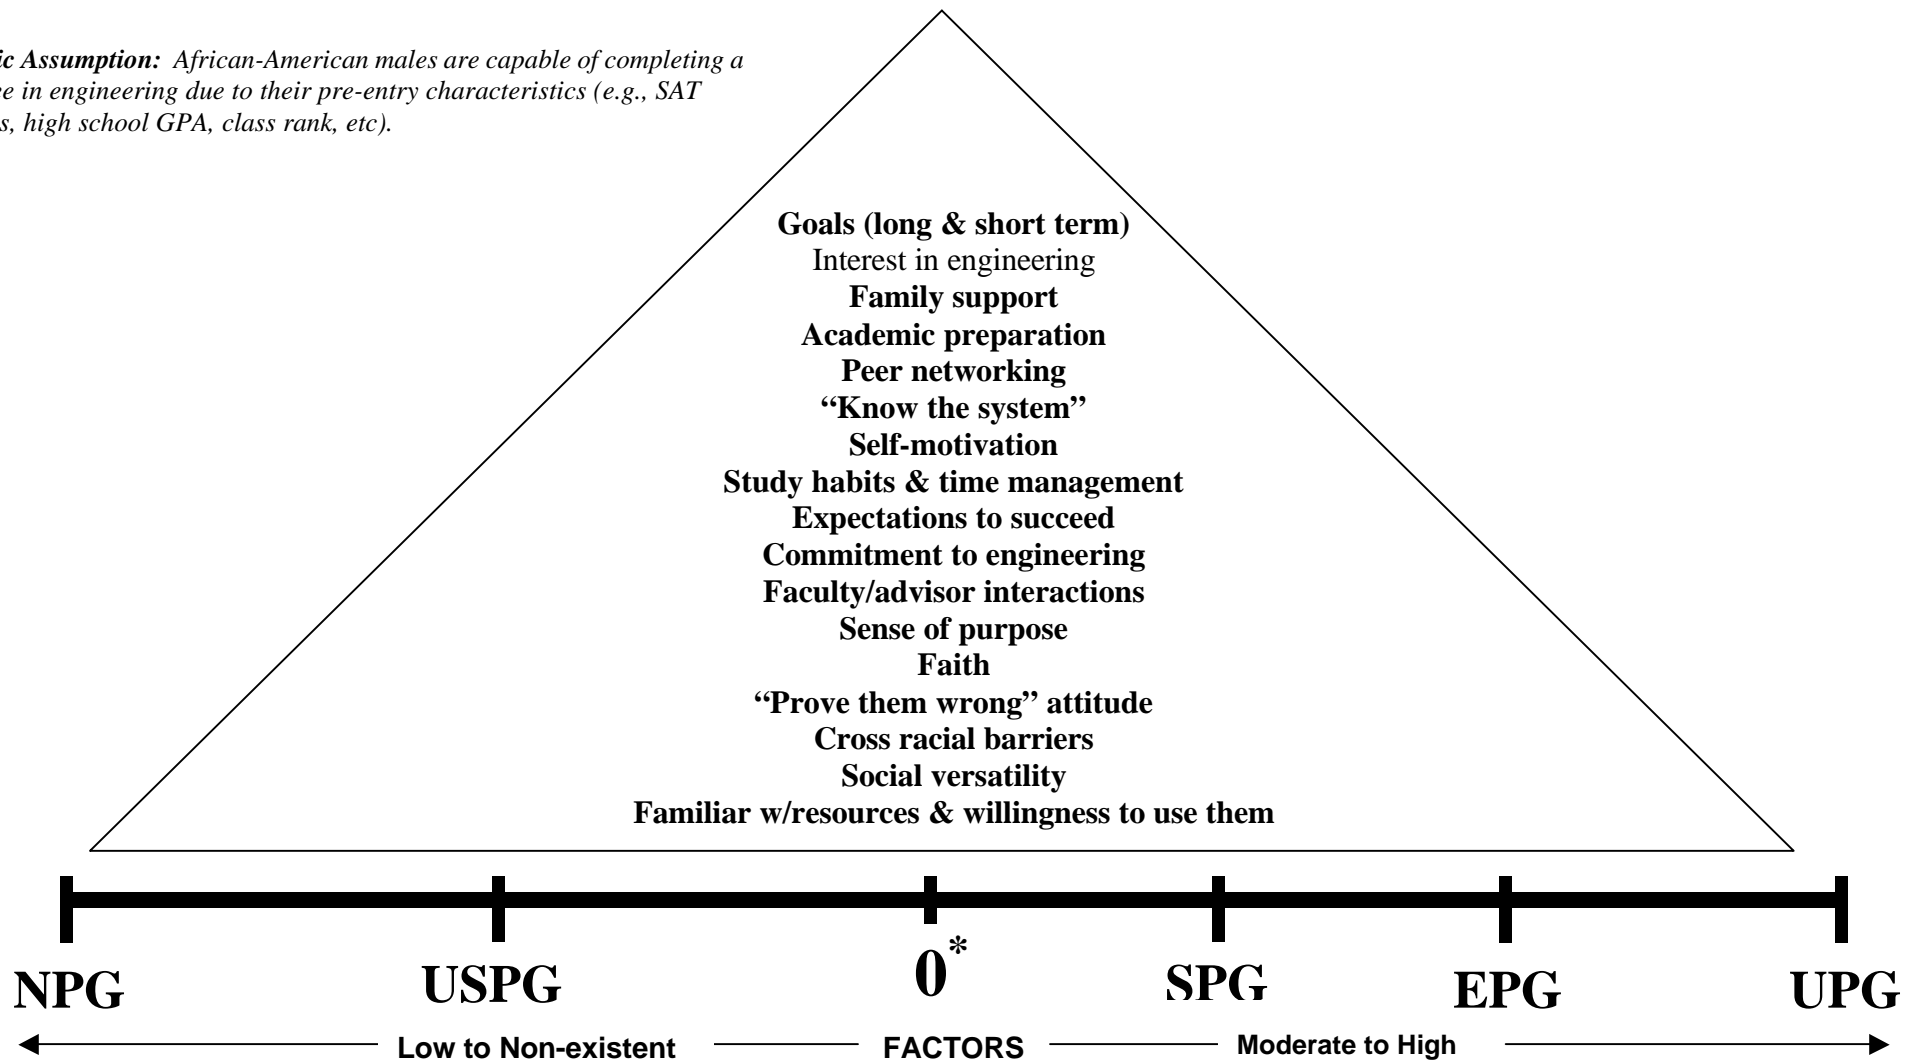 ic Assumption: African-American males are capable of completing a
ee in engineering due to their pre-entry characteristics (e.g., SAT
s, high school GPA, class rank, etc).
Goals (long & short term)
Interest in engineering
Family support
Academic preparation
Peer networking
“Know the system”
Self-motivation
Study habits & time management
Expectations to succeed
Commitment to engineering
Faculty/advisor interactions
Sense of purpose
Faith
“Prove them wrong” attitude
Cross racial barriers
Social versatility
Familiar w/resources & willingness to use them
NPG USPG 0* SPG EPG UPG
Low to Non-existent FACTORS Moderate to High